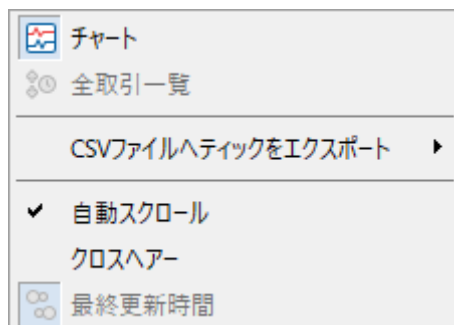 チャート
全取引一覧
CSVファイルへティックをエクスポート
自動スクロール
クロスヘアー
最終更新時間